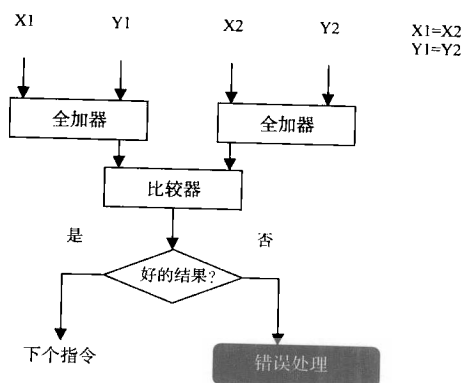 X1 Y1 X2 Y2
X1=X2
Y1=Y2
全加器 全加器
比较器
是 否
好的结果?
下个指令 错误处理